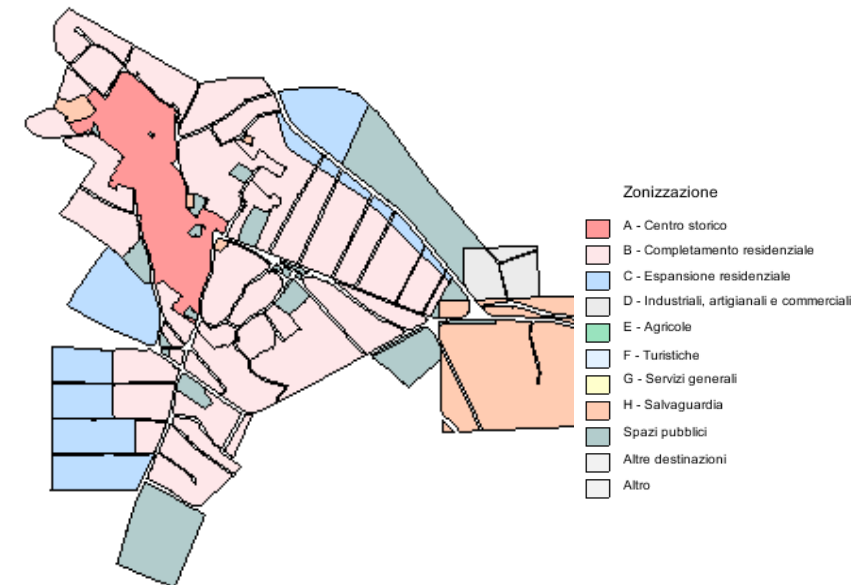 Zonizzazione
A - Centro storico
B - Completamento residenziale
C - Espansione residenziale
D - Industriali, artigianali e commerciali
E - Agricole
F - Turistiche
G - Servizi generali
H - Salvaguardia
Spazi pubblici
Altre destinazioni
Altro